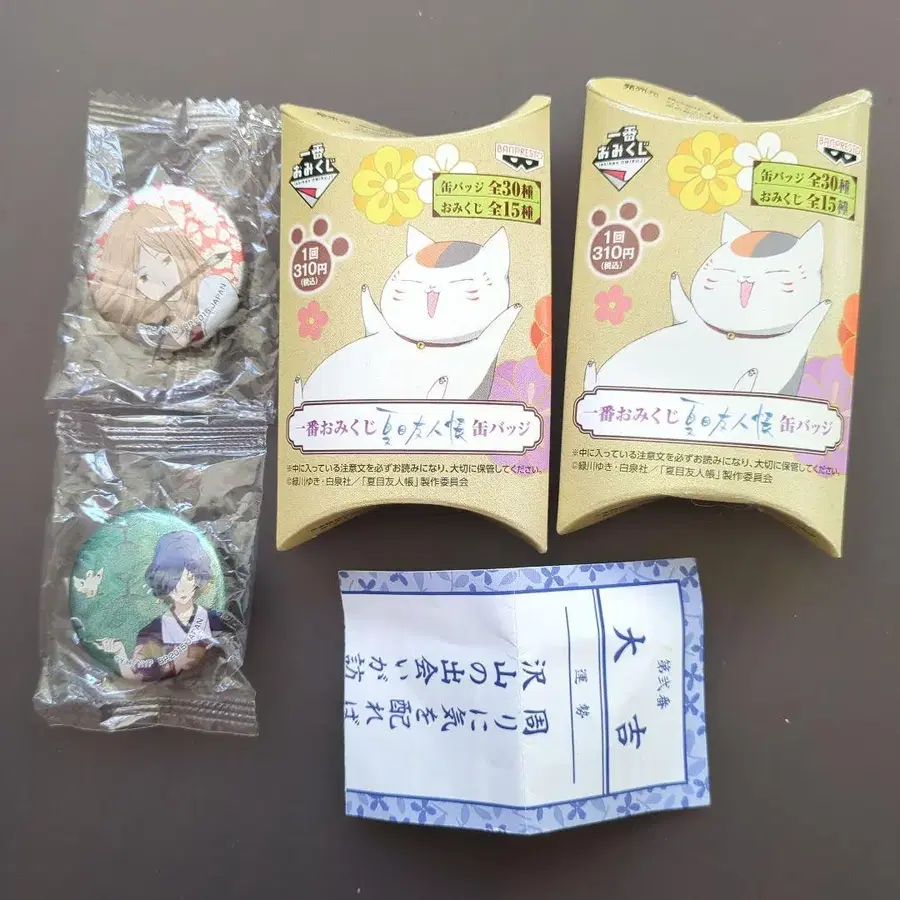 一番
おみくじ
ICHIBAN OMIKUJI
BANPRESTO
缶バッジ 全30種
おみくじ 全15種
1回
310円
(税込)
一番おみくじ 夏目友人帳 缶バッジ
※中に入っている注意文を必ずお読みになり、大切に保管してください。
©緑川ゆき・白泉社/「夏目友人帳」製作委員会
発売元
一番
おみくじ
ICHIBAN OMIKUJI
BANPRESTO
缶バッジ 全30種
おみくじ 全15種
1回
310円
(税込)
一番おみくじ 夏目友人帳 缶バッジ
※中に入っている注意文を必ずお読みになり、大切に保管してください。
©緑川ゆき・白泉社/「夏目友人帳」製作委員会
第弐番
大吉
運勢
周りに気を配れば
沢山の出会いが訪